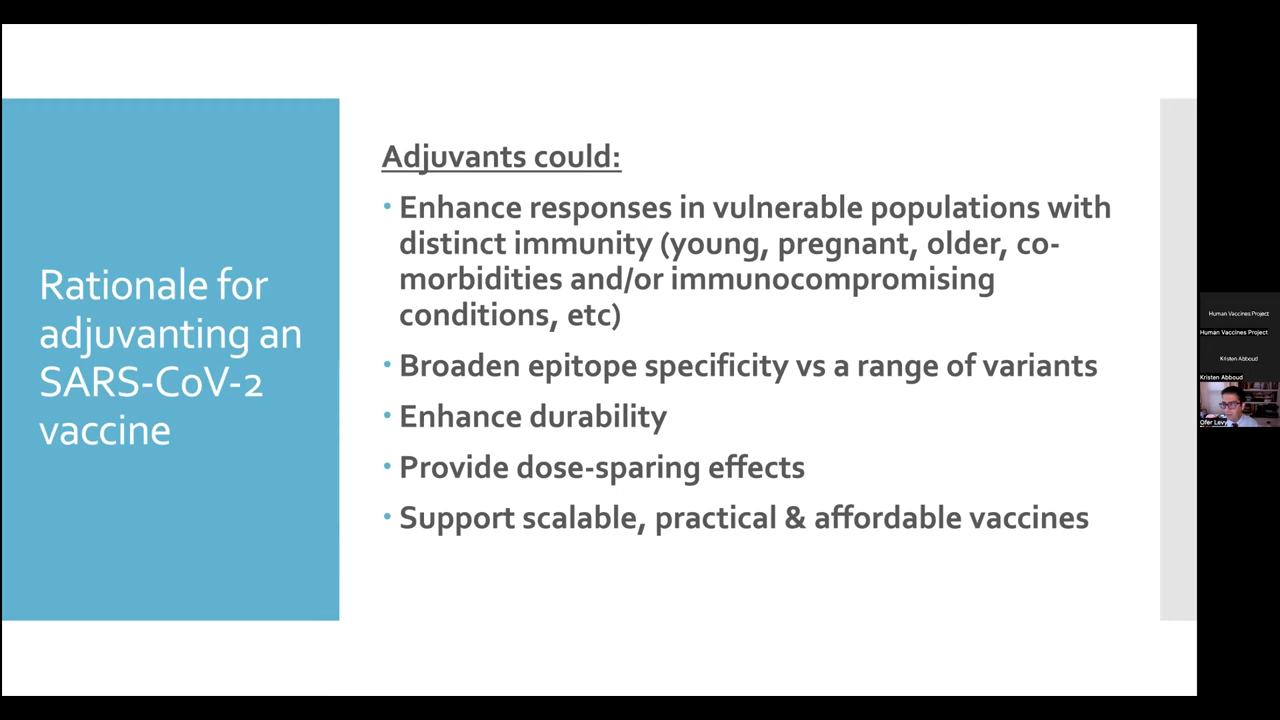 Rationale for
adjuvanting an
SARS-CoV-2
vaccine
Adjuvants could:
• Enhance responses in vulnerable populations with
distinct immunity (young, pregnant, older, co-
morbidities and/or immunocompromising
conditions, etc)
• Broaden epitope specificity vs a range of variants
• Enhance durability
• Provide dose-sparing effects
• Support scalable, practical & affordable vaccines
Human Vaccines Project
Human Vaccines Project
Kristen Abboud
Kristen Abboud
Ofer Levy